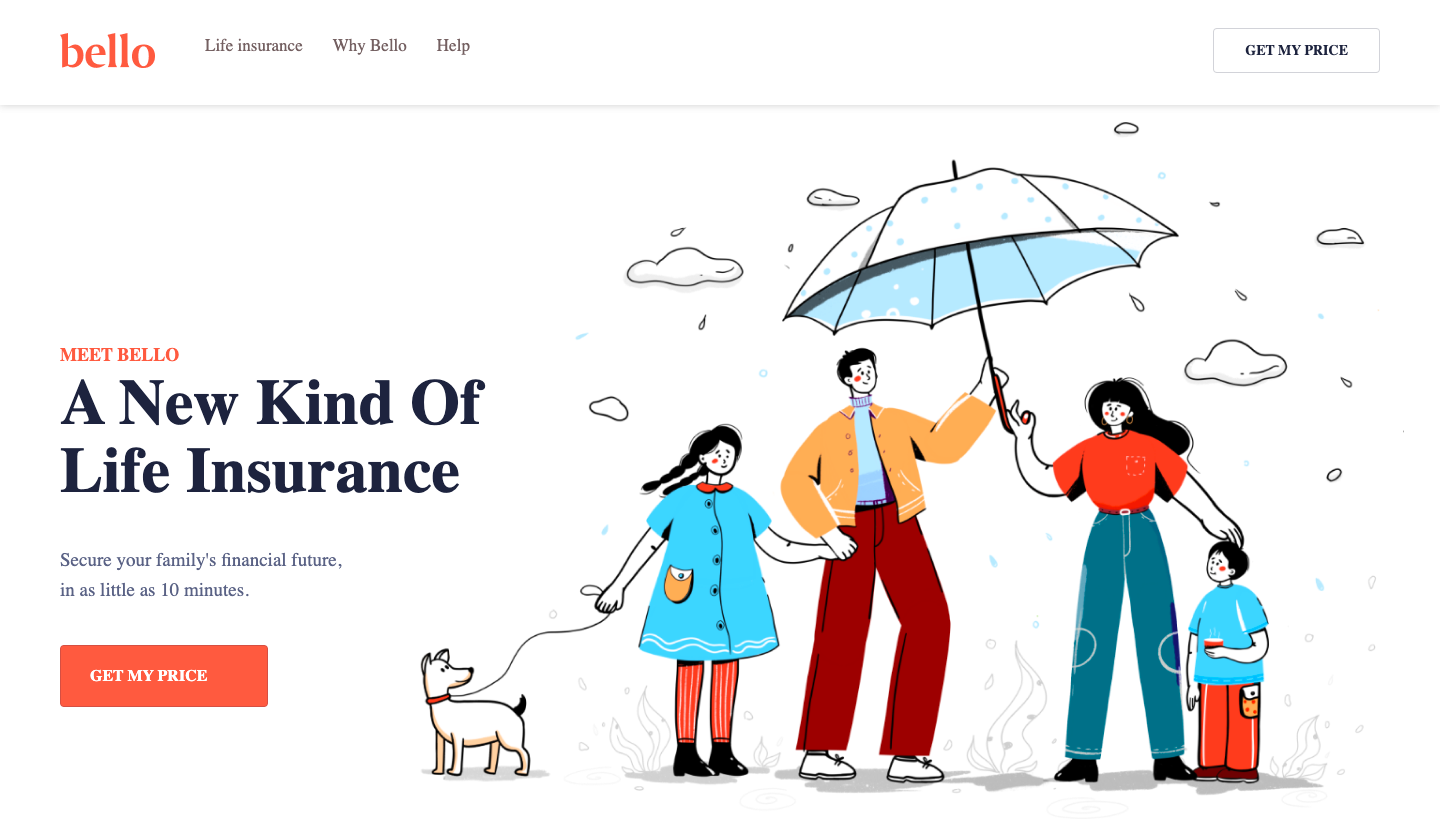 bello
Life insurance
Why Bello
Help
GET MY PRICE
MEET BELLO
A New Kind Of
Life Insurance
Secure your family's financial future,
in as little as 10 minutes.
GET MY PRICE